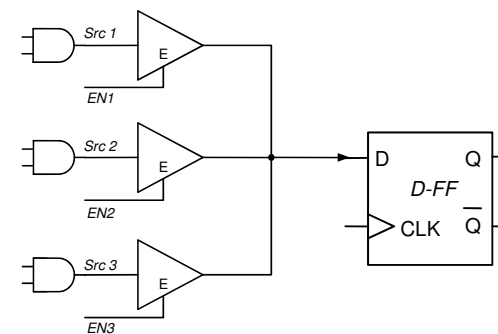 Src 1
E
EN1
Src 2
E
EN2
D Q
D-FF
CLK Q
Src 3
E
EN3